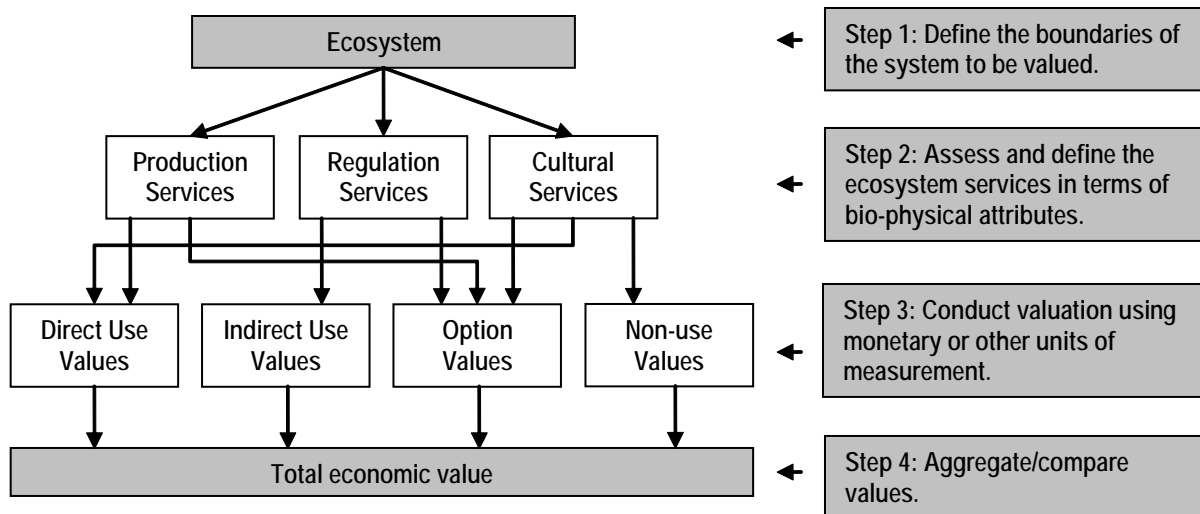 Ecosystem
Step 1: Define the boundaries of
the system to be valued.
Production
Services
Regulation
Services
Cultural
Services
Step 2: Assess and define the
ecosystem services in terms of
bio-physical attributes.
Direct Use
Values
Indirect Use
Values
Option
Values
Non-use
Values
Step 3: Conduct valuation using
monetary or other units of
measurement.
Total economic value
Step 4: Aggregate/compare
values.